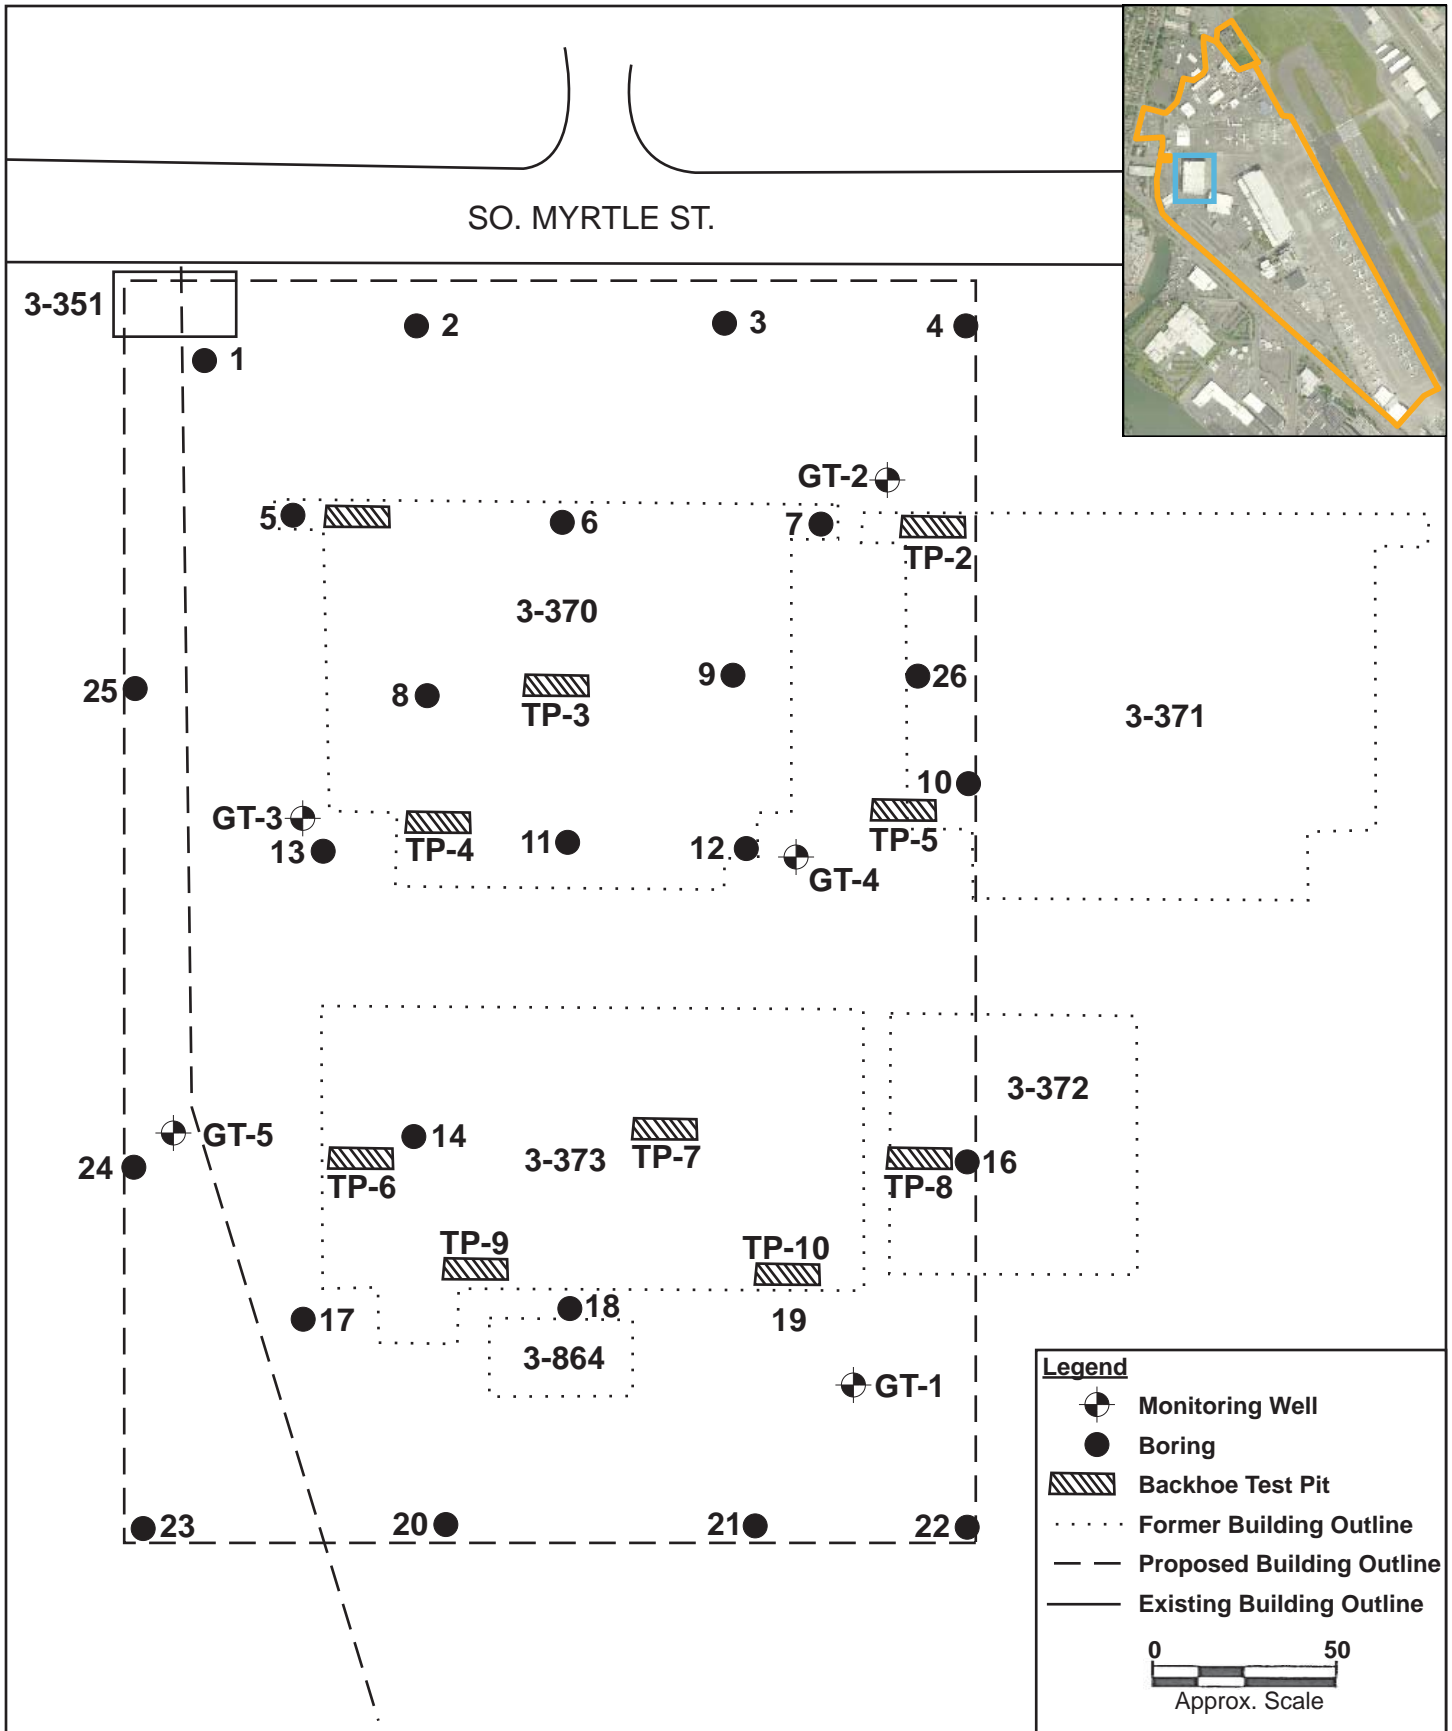 SO. MYRTLE ST.
3-351
1
2
3
4
GT-2
5
6
7
TP-2
3-370
25
8
TP-3
9
26
3-371
10
GT-3
13
TP-4
11
12
GT-4
TP-5
3-372
GT-5
24
14
TP-6
3-373
TP-7
TP-8
16
TP-9
TP-10
17
18
19
3-864
GT-1
23
20
21
22
Legend
Monitoring Well
Boring
Backhoe Test Pit
Former Building Outline
Proposed Building Outline
Existing Building Outline
0 50
Approx. Scale